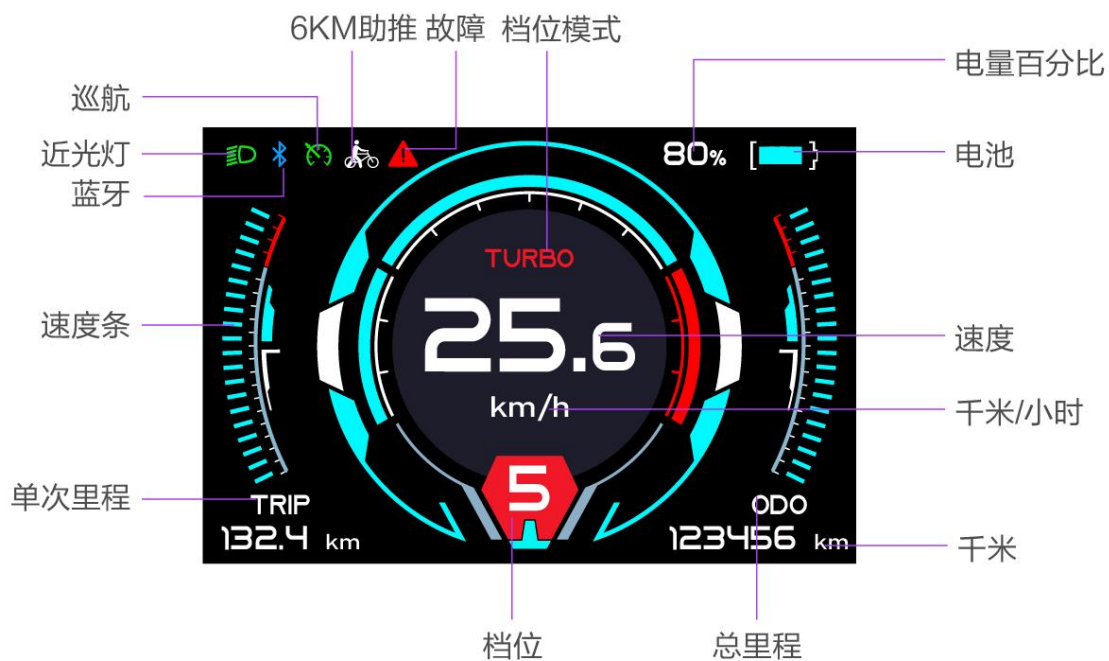 6KM助推 故障 档位模式
电量百分比
巡航
近光灯
蓝牙
80%
电池
TURBO
速度条
25.6
速度
km/h
千米/小时
单次里程
TRIP
5
ODO
132.4 km
123456 km
千米
档位
总里程